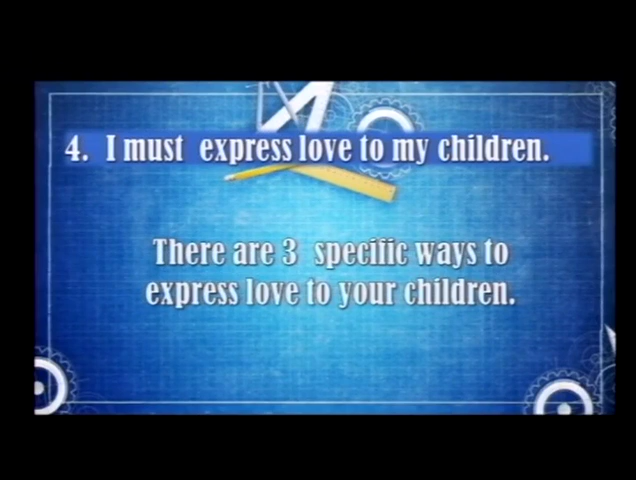 4. I must express love to my children.
There are 3 specific ways to
express love to your children.